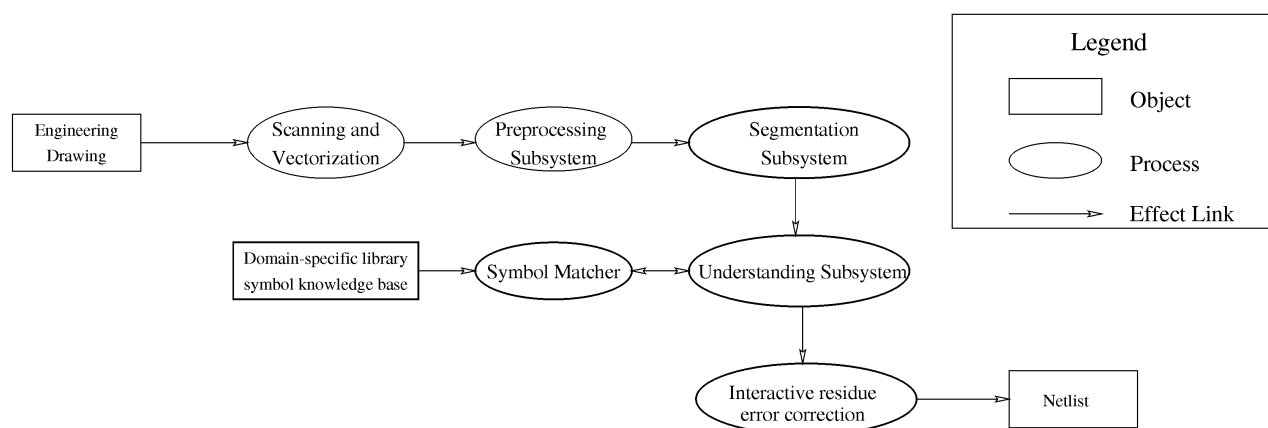 Legend
Object
Process
Effect Link
Engineering
Drawing
Scanning and
Vectorization
Preprocessing
Subsystem
Segmentation
Subsystem
Domain-specific library
symbol knowledge base
Symbol Matcher
Understanding Subsystem
Interactive residue
error correction
Netlist